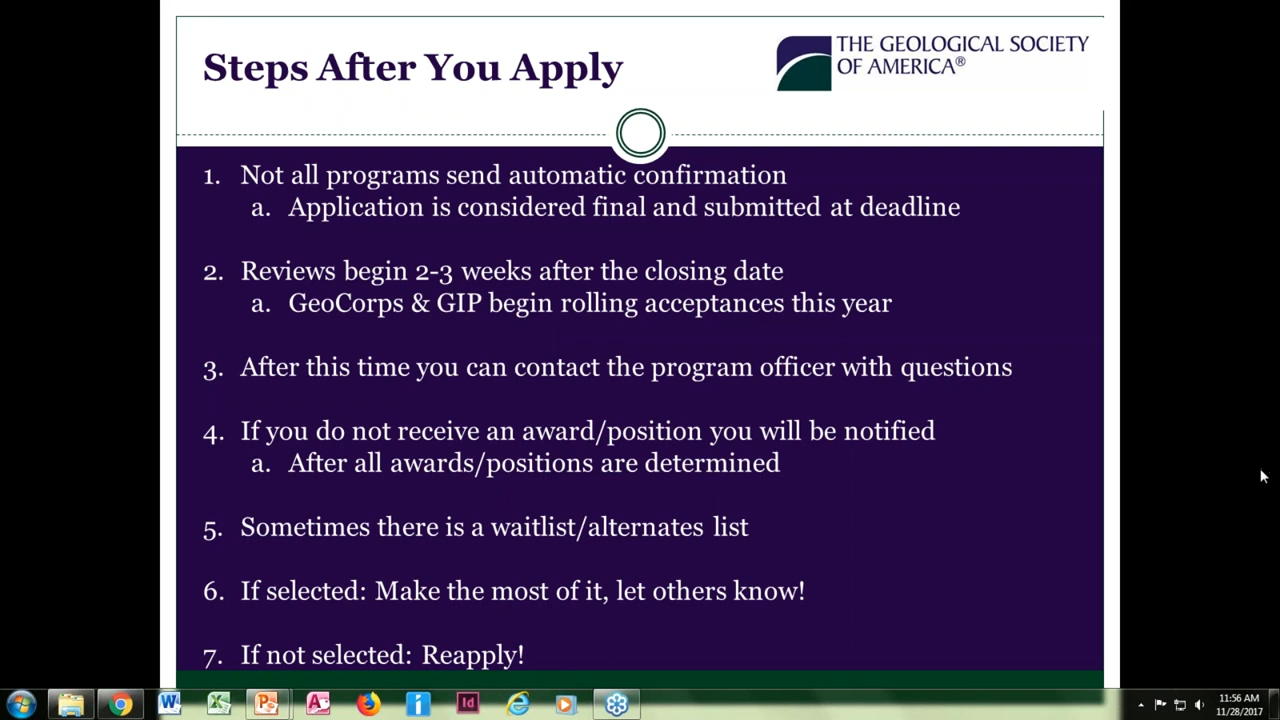 Steps After You Apply
THE GEOLOGICAL SOCIETY
OF AMERICA®
1. Not all programs send automatic confirmation
a. Application is considered final and submitted at deadline
2. Reviews begin 2-3 weeks after the closing date
a. GeoCorps & GIP begin rolling acceptances this year
3. After this time you can contact the program officer with questions
4. If you do not receive an award/position you will be notified
a. After all awards/positions are determined
5. Sometimes there is a waitlist/alternates list
6. If selected: Make the most of it, let others know!
7. If not selected: Reapply!
11:56 AM
11/28/2017